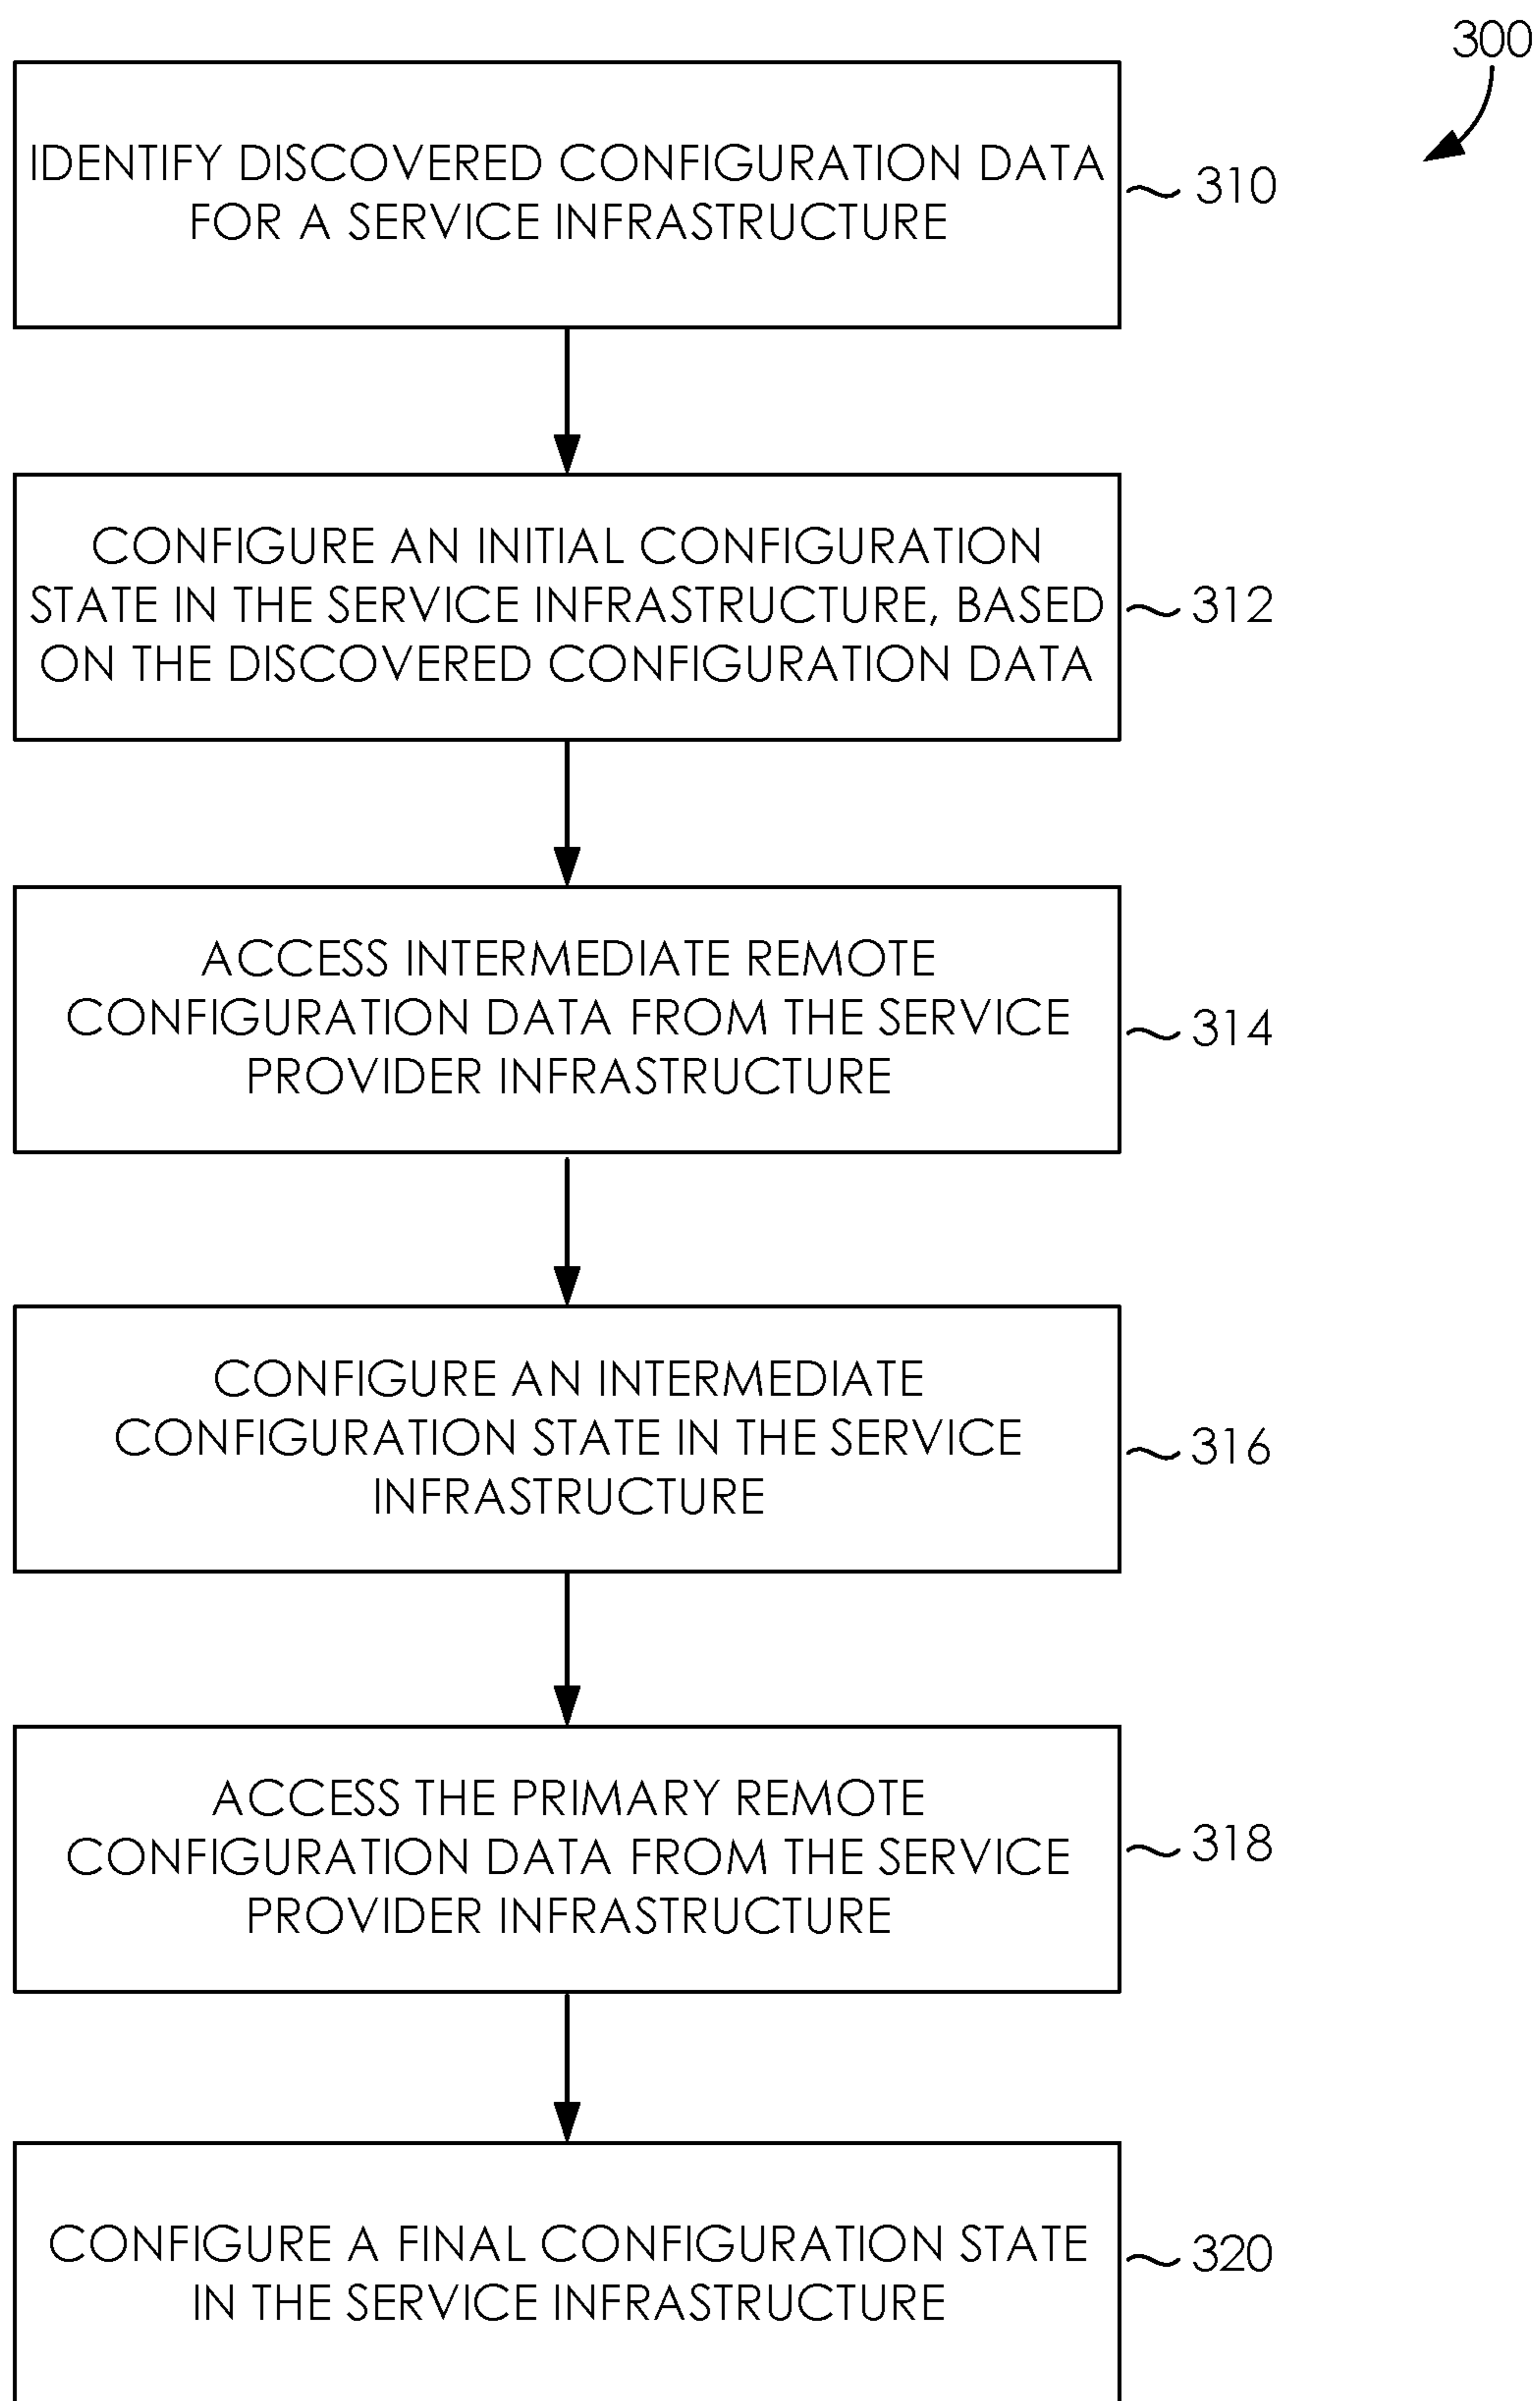 300
IDENTIFY DISCOVERED CONFIGURATION DATA
FOR A SERVICE INFRASTRUCTURE
310
CONFIGURE AN INITIAL CONFIGURATION
STATE IN THE SERVICE INFRASTRUCTURE, BASED
ON THE DISCOVERED CONFIGURATION DATA
312
ACCESS INTERMEDIATE REMOTE
CONFIGURATION DATA FROM THE SERVICE
PROVIDER INFRASTRUCTURE
314
CONFIGURE AN INTERMEDIATE
CONFIGURATION STATE IN THE SERVICE
INFRASTRUCTURE
316
ACCESS THE PRIMARY REMOTE
CONFIGURATION DATA FROM THE SERVICE
PROVIDER INFRASTRUCTURE
318
CONFIGURE A FINAL CONFIGURATION STATE
IN THE SERVICE INFRASTRUCTURE
320